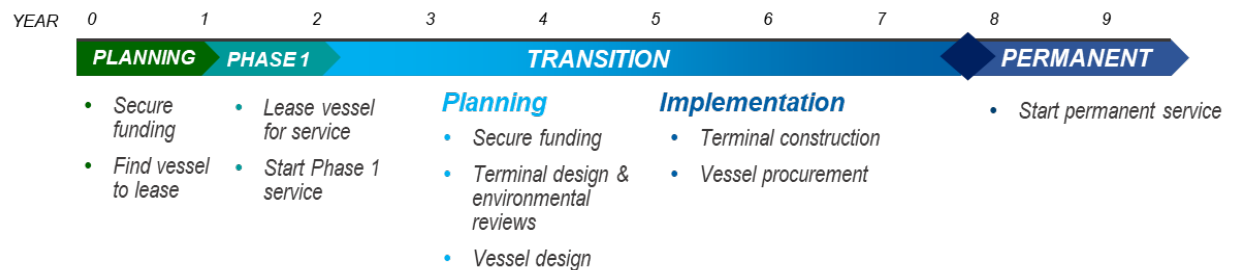 YEAR 0 1 2 3 4 5 6 7 8 9
PLANNING PHASE 1 TRANSITION PERMANENT
• Secure
funding
• Find vessel
to lease
• Lease vessel
for service
• Start Phase 1
service
Planning
• Secure funding
• Terminal design &
environmental
reviews
• Vessel design
Implementation
• Terminal construction
• Vessel procurement
• Start permanent service